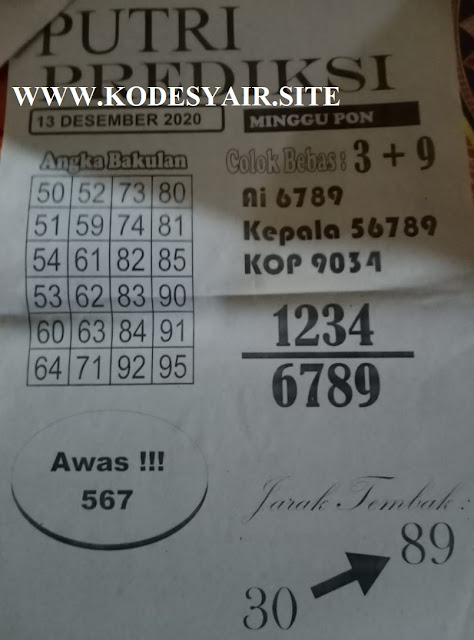 PUTRI
PREDIKSI
WWW.KODESYAIR.SITE
13 DESEMBER 2020
MINGGU PON
Angka Bakulan
50 52 73 80
51 59 74 81
54 61 82 85
53 62 83 90
60 63 84 91
64 71 92 95
Colok Bebas : 3 + 9
Ai 6789
Kepala 56789
KOP 9034
1234
6789
Awas !!!
567
Jarak Tembak :
89
30